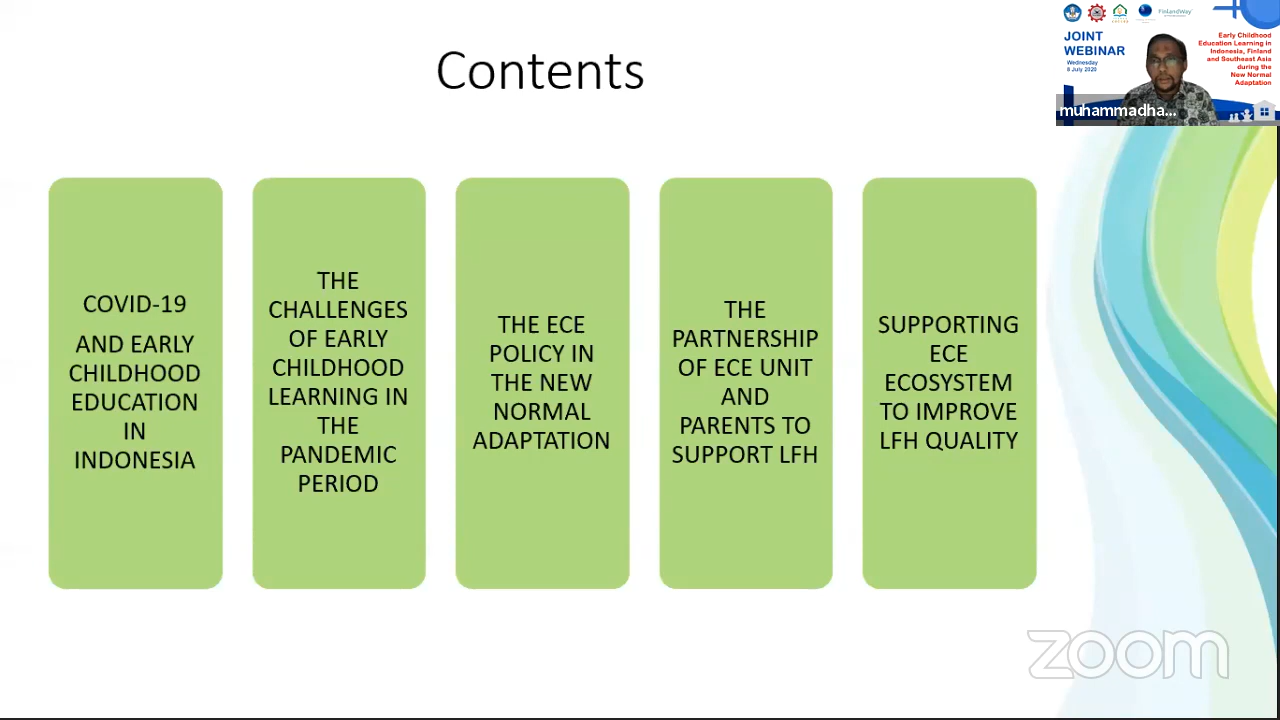 Contents
COVID-19
AND EARLY
CHILDHOOD
EDUCATION
IN
INDONESIA
THE
CHALLENGES
OF EARLY
CHILDHOOD
LEARNING IN
THE
PANDEMIC
PERIOD
THE ECE
POLICY IN
THE NEW
NORMAL
ADAPTATION
THE
PARTNERSHIP
OF ECE UNIT
AND
PARENTS TO
SUPPORT LFH
SUPPORTING
ECE
ECOSYSTEM
TO IMPROVE
LFH QUALITY
FinlandWay
JOINT
WEBINAR
Wednesday
8 July 2020
Early Childhood
Education Learning in
Indonesia, Finland
and Southeast Asia
during the
New Normal
Adaptation
muhammadha...
zoom